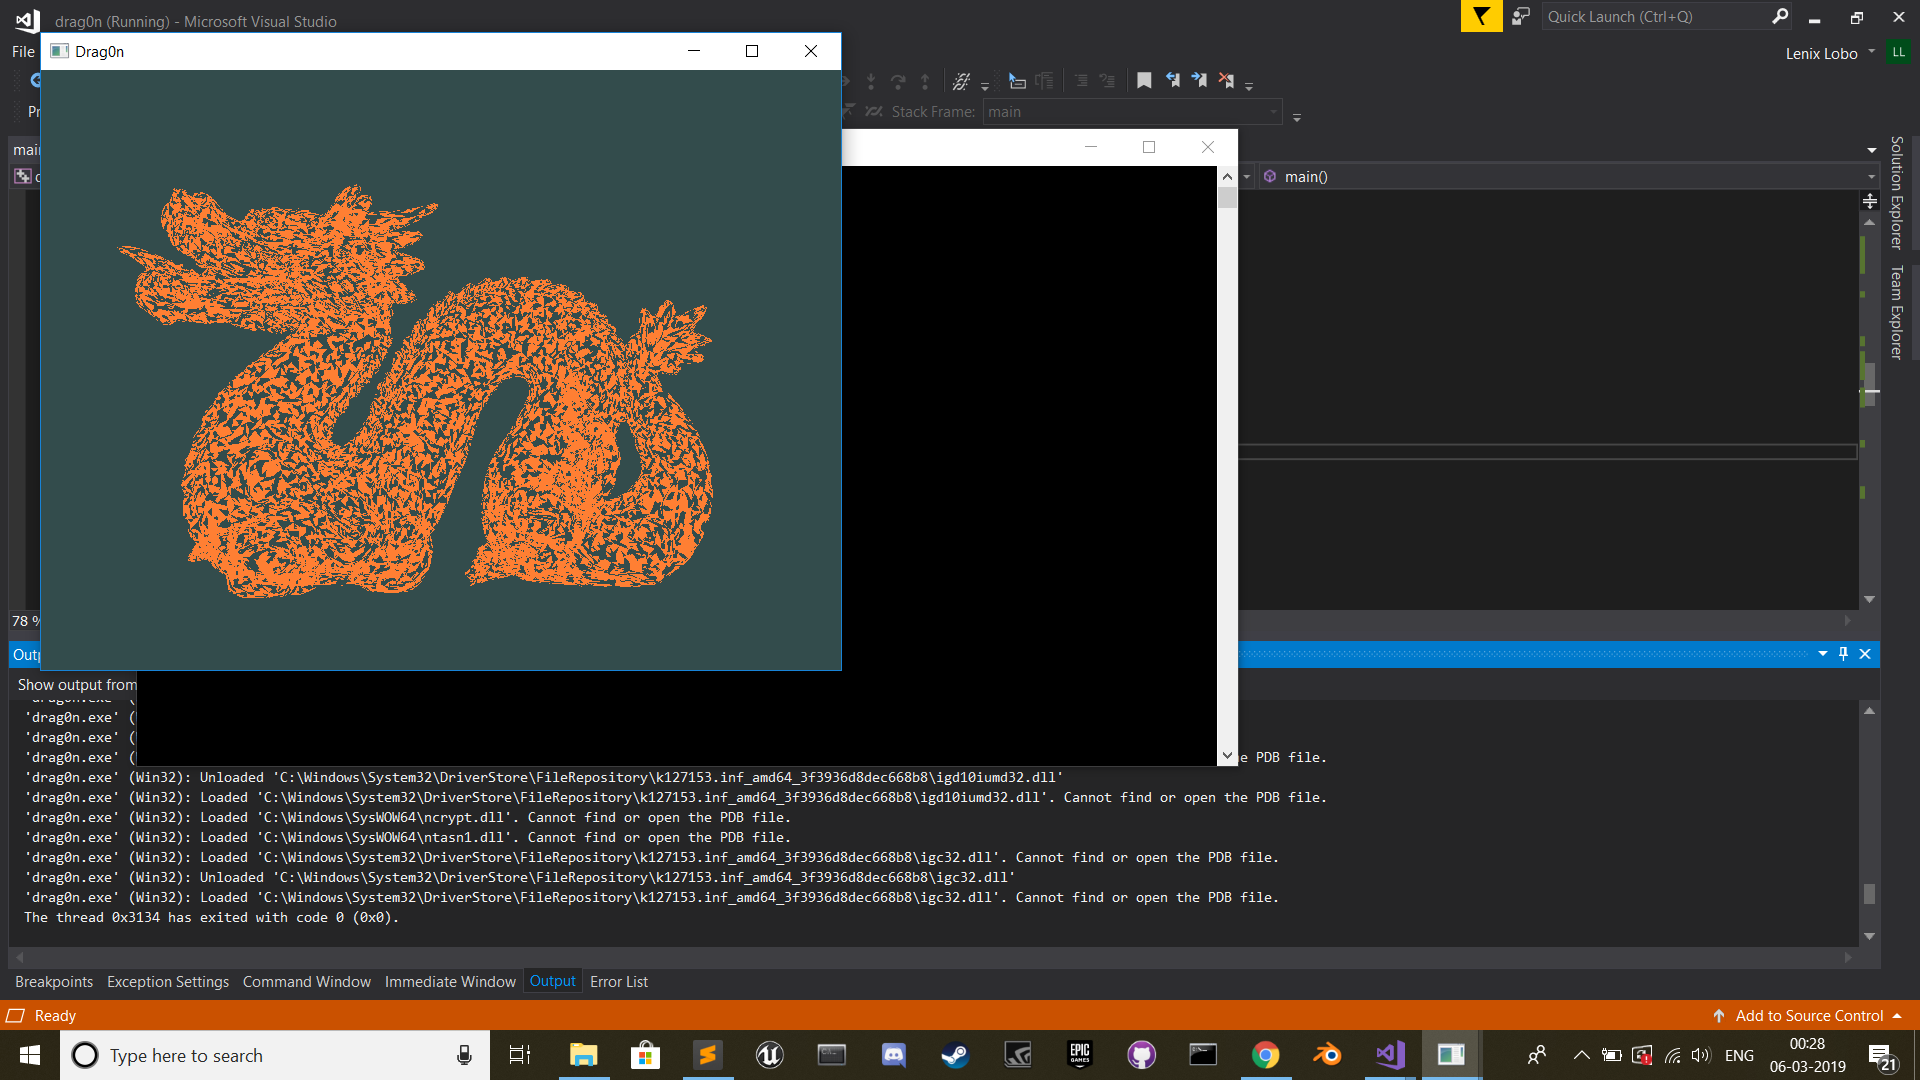 drag0n (Running) - Microsoft Visual Studio
Quick Launch (Ctrl+Q)
File
Lenix Lobo
LL
Drag0n
Stack Frame:
main
main()
Solution Explorer
Team Explorer
78 %
Show output from
'drag0n.exe' (
'drag0n.exe' (
'drag0n.exe' (
'drag0n.exe' (
e PDB file.
'drag0n.exe' (Win32): Unloaded 'C:\Windows\System32\DriverStore\FileRepository\k127153.inf_amd64_3f3936d8dec668b8\igd10iumd32.dll'
'drag0n.exe' (Win32): Loaded 'C:\Windows\System32\DriverStore\FileRepository\k127153.inf_amd64_3f3936d8dec668b8\igd10iumd32.dll'. Cannot find or open the PDB file.
'drag0n.exe' (Win32): Loaded 'C:\Windows\SysWOW64\ncrypt.dll'. Cannot find or open the PDB file.
'drag0n.exe' (Win32): Loaded 'C:\Windows\SysWOW64\ntasn1.dll'. Cannot find or open the PDB file.
'drag0n.exe' (Win32): Loaded 'C:\Windows\System32\DriverStore\FileRepository\k127153.inf_amd64_3f3936d8dec668b8\igc32.dll'. Cannot find or open the PDB file.
'drag0n.exe' (Win32): Unloaded 'C:\Windows\System32\DriverStore\FileRepository\k127153.inf_amd64_3f3936d8dec668b8\igc32.dll'
'drag0n.exe' (Win32): Loaded 'C:\Windows\System32\DriverStore\FileRepository\k127153.inf_amd64_3f3936d8dec668b8\igc32.dll'. Cannot find or open the PDB file.
The thread 0x3134 has exited with code 0 (0x0).
Breakpoints
Exception Settings
Command Window
Immediate Window
Output
Error List
Ready
Add to Source Control
Type here to search
EPIC GAMES
ENG
00:28
06-03-2019
21